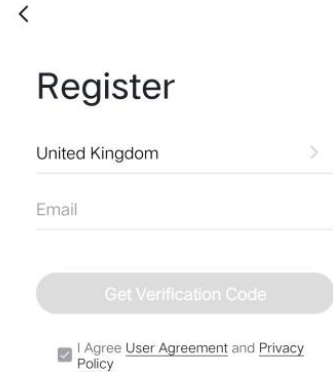 Register
United Kingdom
Email
Get Verification Code
I Agree User Agreement and Privacy
Policy